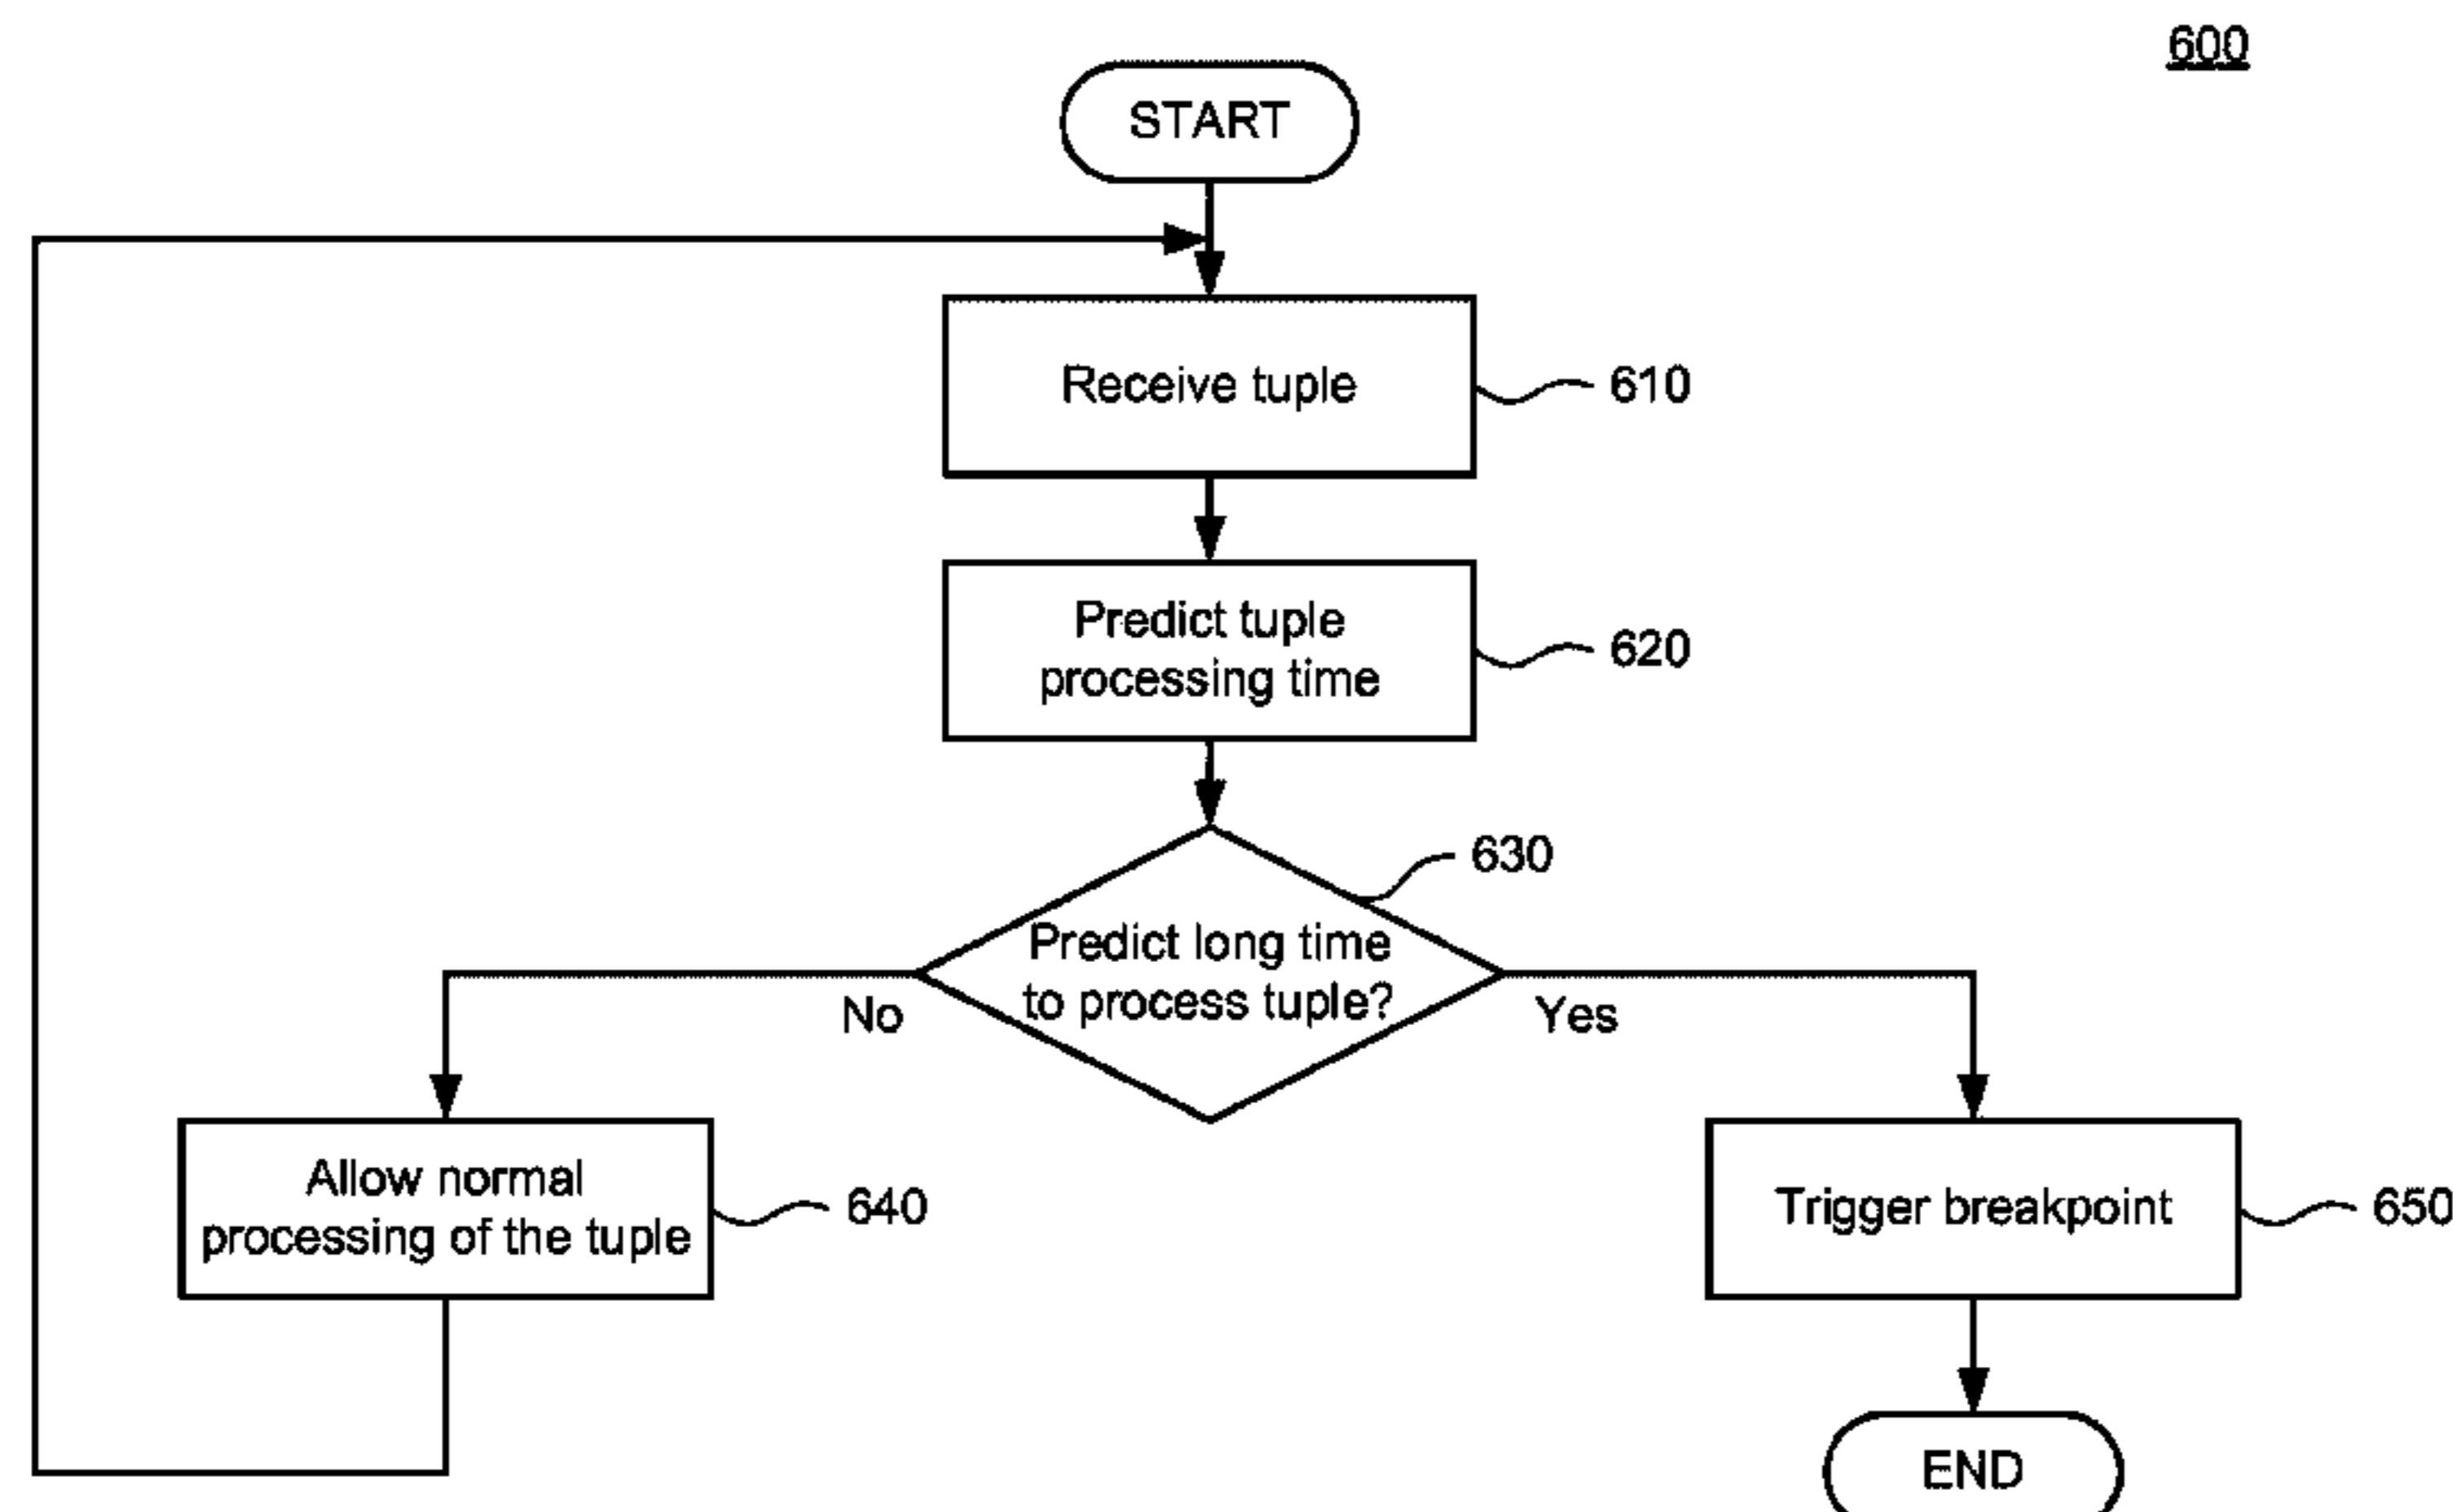 600
START
Receive tuple
610
Predict tuple
processing time
620
630
Predict long time
to process tuple?
No
Yes
Allow normal
processing of the tuple
640
Trigger breakpoint
650
END